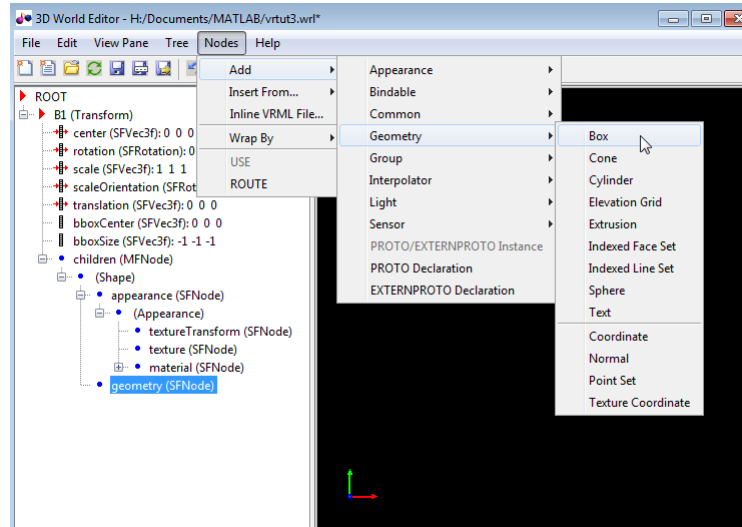 3D World Editor - H:/Documents/MATLAB/vrtut3.wrl*
File Edit View Pane Tree Nodes Help
ROOT
B1 (Transform)
center (SFVec3f): 0 0 0
rotation (SFRotation): 0
scale (SFVec3f): 1 1 1
scaleOrientation (SFRot
translation (SFVec3f): 0 0 0
bboxCenter (SFVec3f): 0 0 0
bboxSize (SFVec3f): -1 -1 -1
children (MFNode)
(Shape)
appearance (SFNode)
(Appearance)
textureTransform (SFNode)
texture (SFNode)
material (SFNode)
geometry (SFNode)
Add
Insert From...
Inline VRML File...
Wrap By
USE
ROUTE
Appearance
Bindable
Common
Geometry
Group
Interpolator
Light
Sensor
PROTO/EXTERNPROTO Instance
PROTO Declaration
EXTERNPROTO Declaration
Box
Cone
Cylinder
Elevation Grid
Extrusion
Indexed Face Set
Indexed Line Set
Sphere
Text
Coordinate
Normal
Point Set
Texture Coordinate